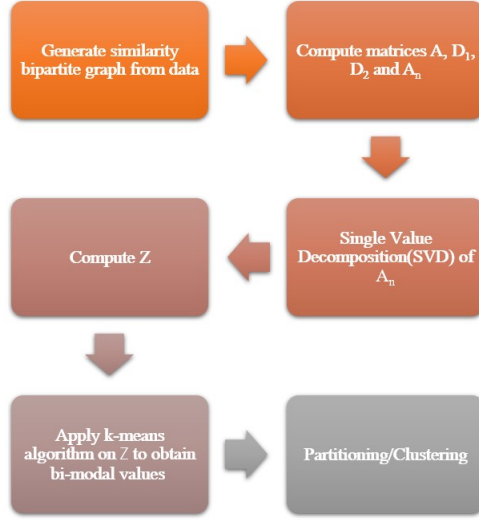 Generate similarity
bipartite graph from data
Compute matrices A, D₁,
D₂ and Aₙ
Single Value
Decomposition(SVD) of
Aₙ
Compute Z
Apply k-means
algorithm on Z to obtain
bi-modal values
Partitioning/Clustering